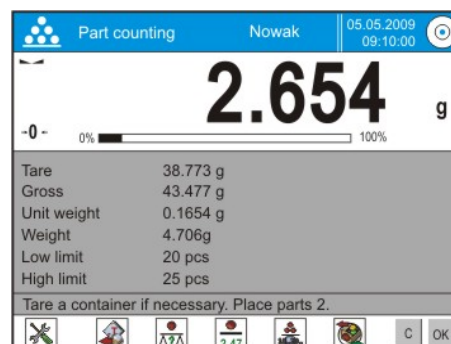 Part counting Nowak 05.05.2009
09:10:00
2.654 g
-0- 0% 100%
Tare 38.773 g
Gross 43.477 g
Unit weight 0.1654 g
Weight 4.706g
Low limit 20 pcs
High limit 25 pcs
Tare a container if necessary. Place parts 2.
C OK